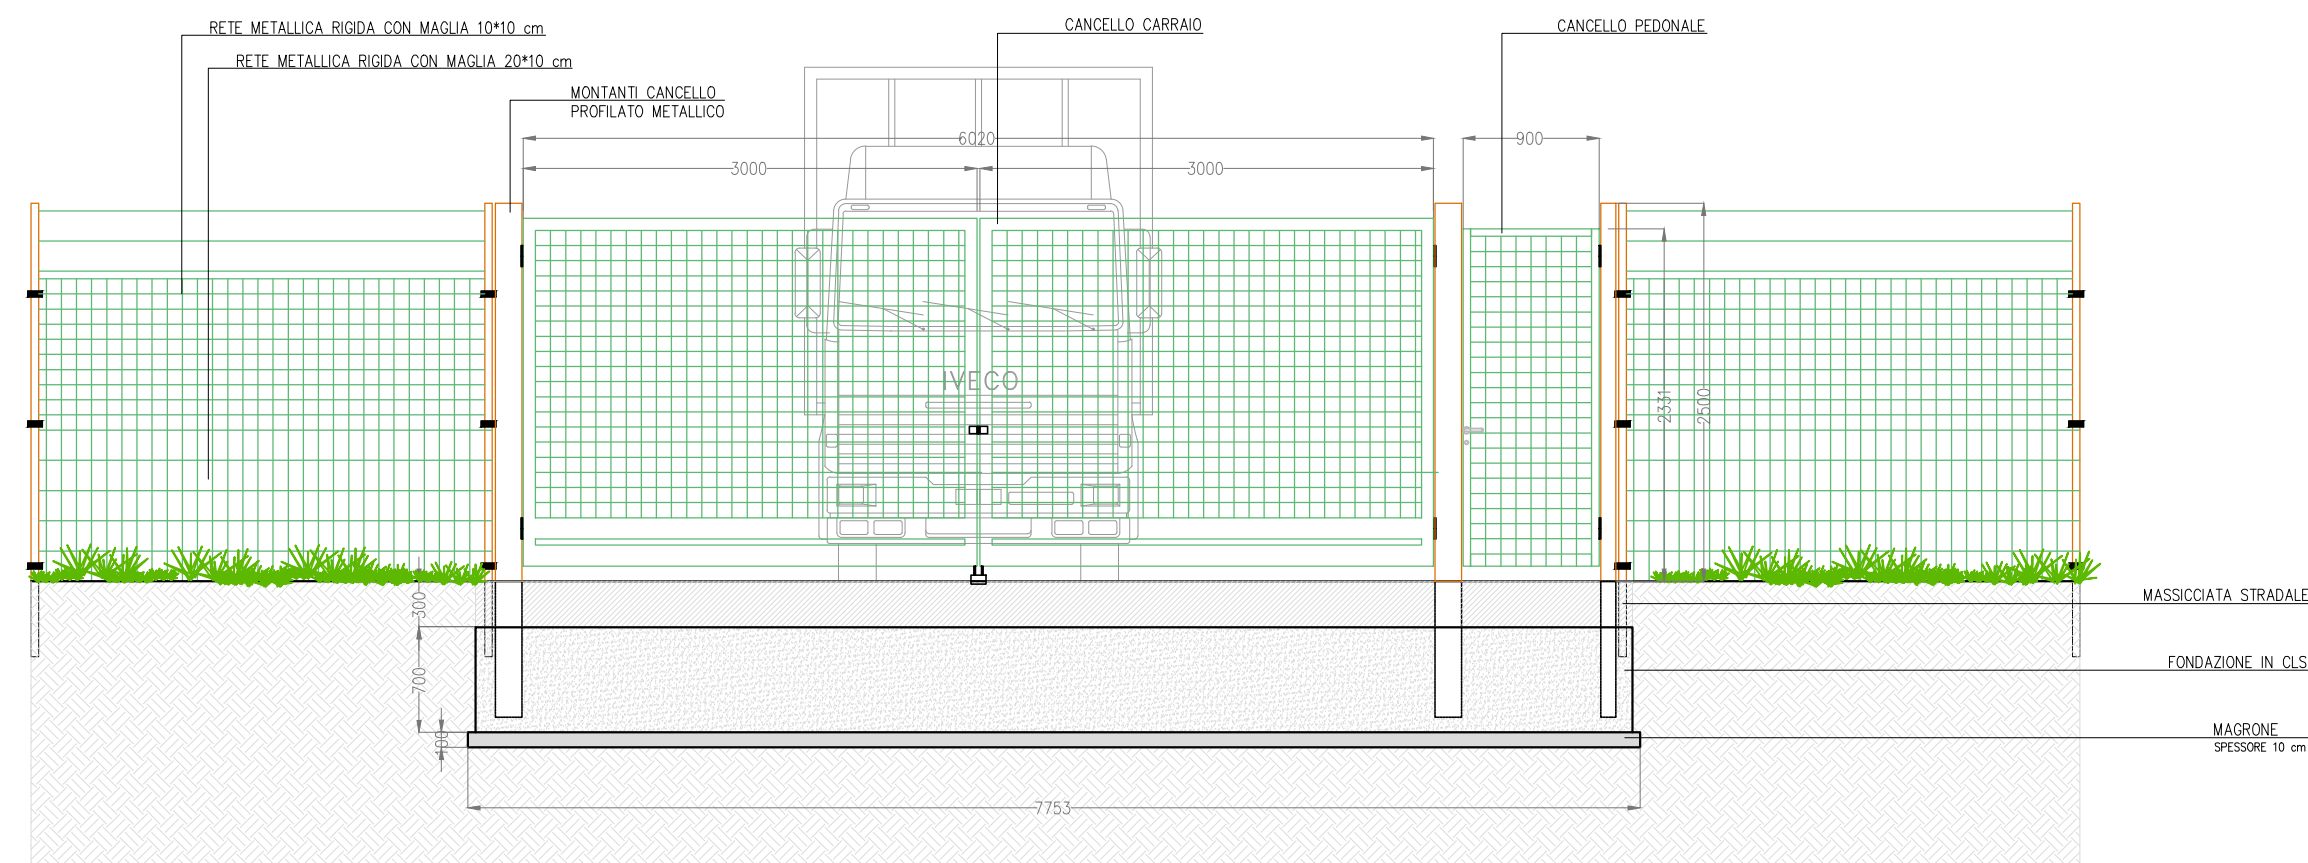 RETE METALLICA RIGIDA CON MAGLIA 10*10 cm
CANCELLO CARRAIO
CANCELLO PEDONALE
RETE METALLICA RIGIDA CON MAGLIA 20*10 cm
MONTANTI CANCELLO
PROFILATO METALLICO
6020
900
3000
3000
IVECO
2331
2500
300
MASSICCIATA STRADALE
700
FONDAZIONE IN CLS
100
MAGRONE
SPESSORE 10 cm
7753